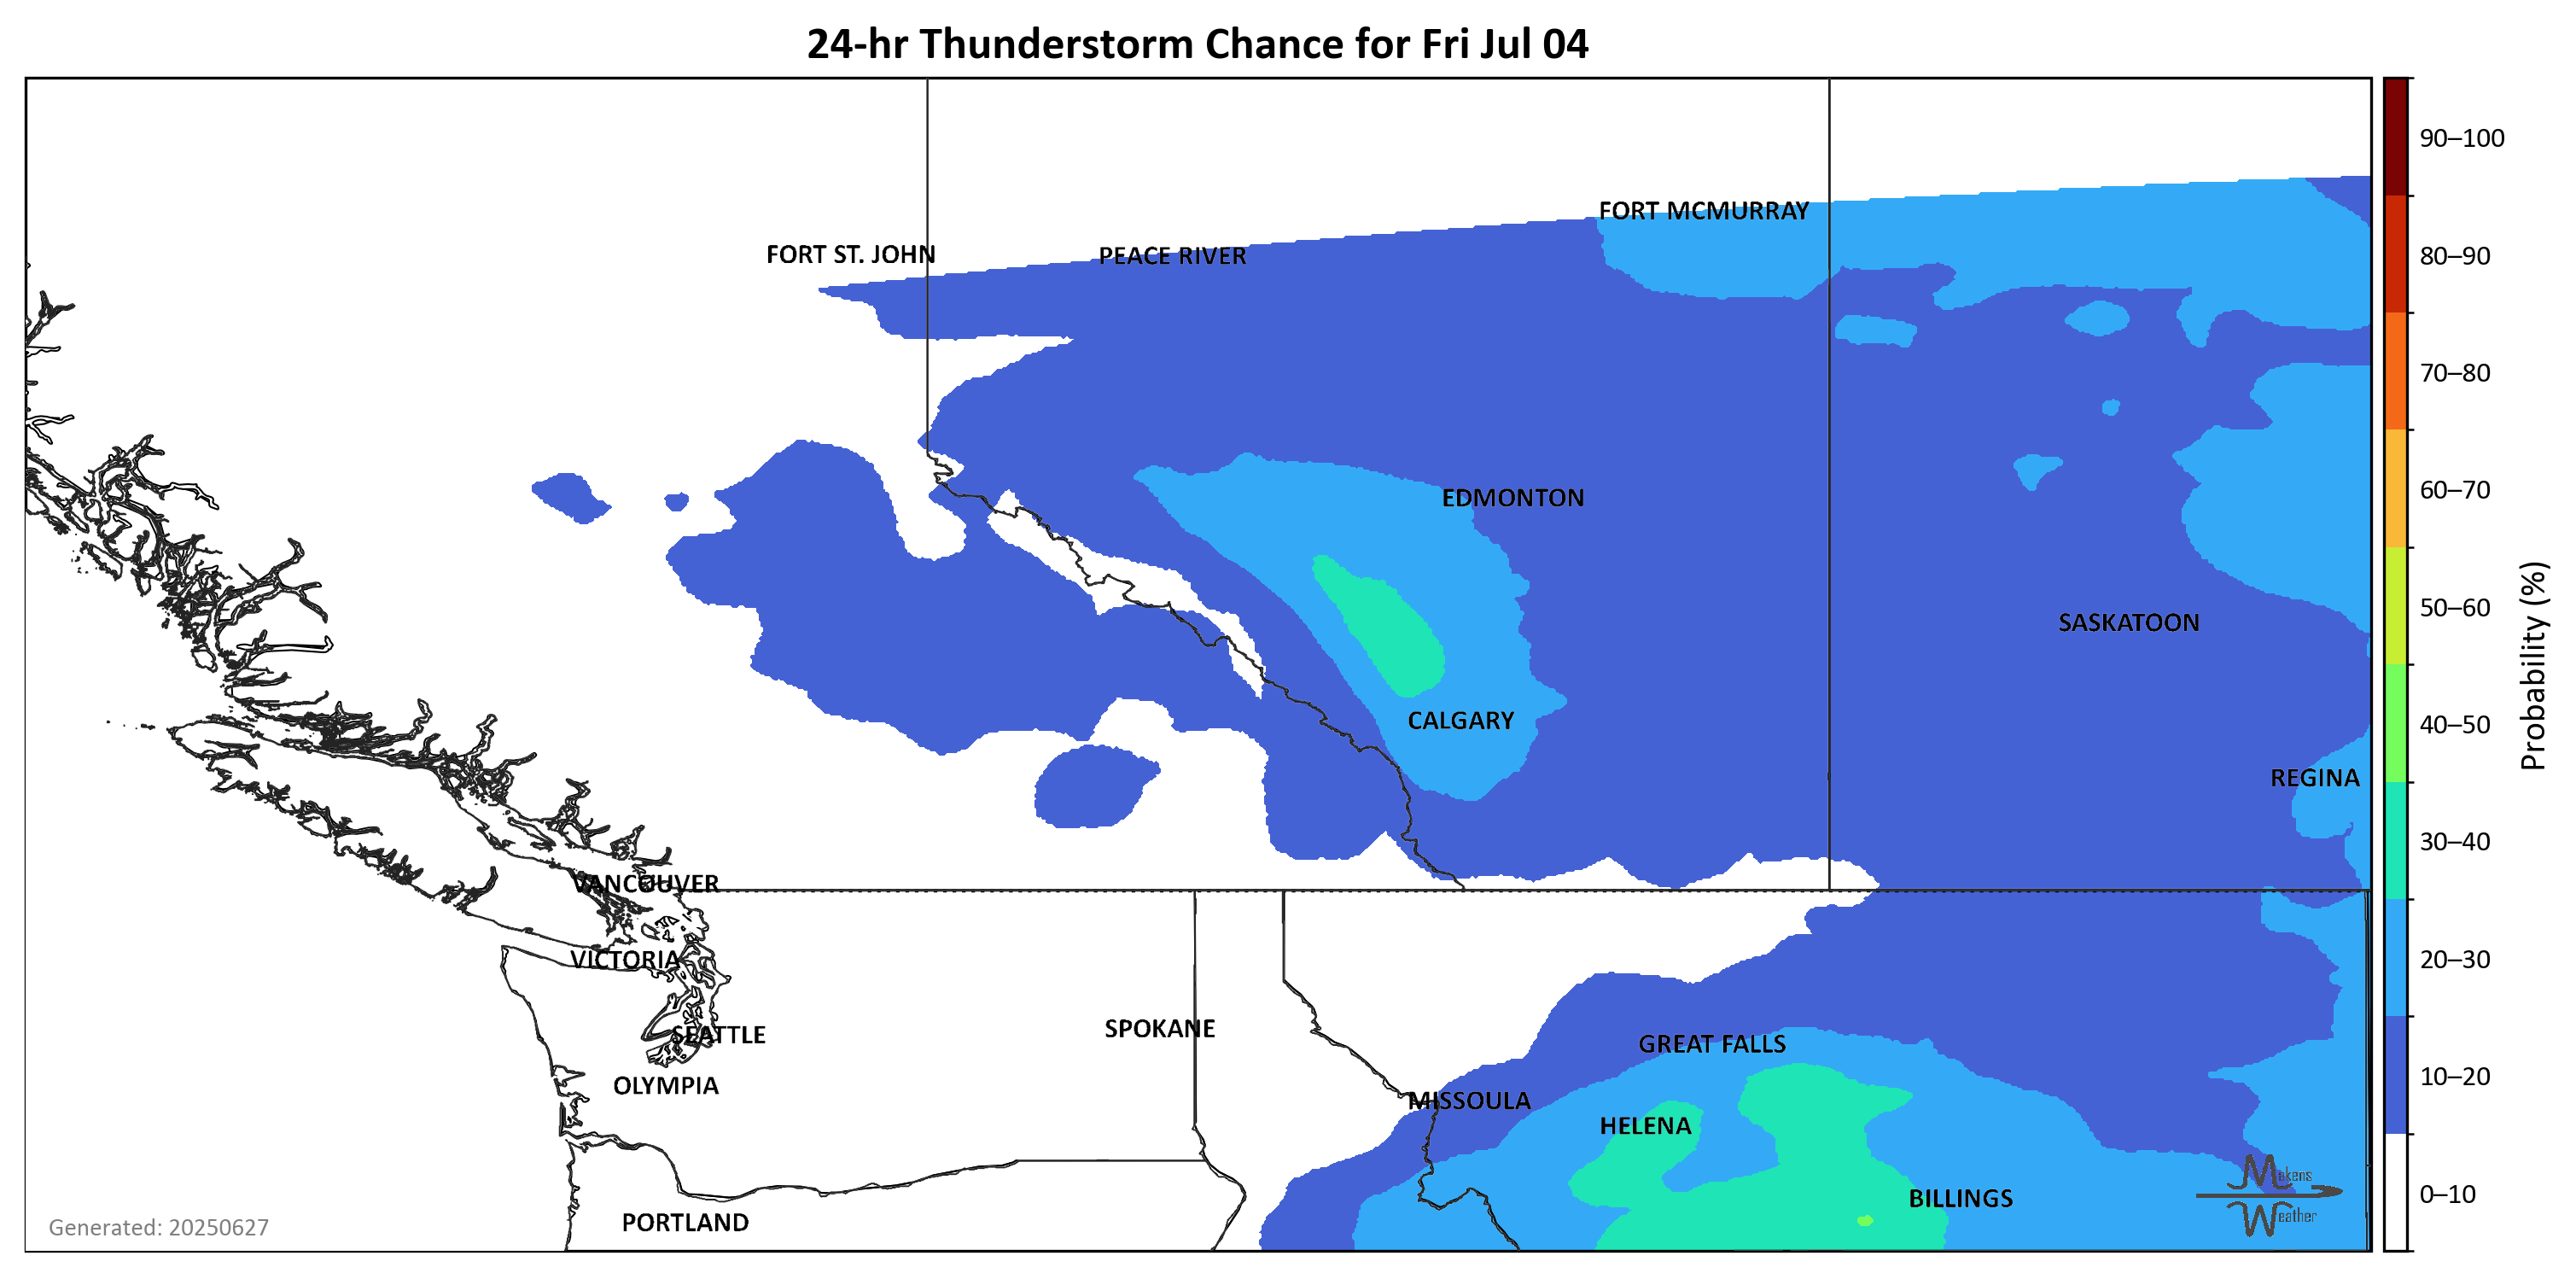 24-hr Thunderstorm Chance for Fri Jul 04
90–100
FORT MCMURRAY
FORT ST. JOHN
PEACE RIVER
80–90
70–80
EDMONTON
60–70
SASKATOON
50–60
Probability (%)
CALGARY
40–50
REGINA
30–40
VANCOUVER
VICTORIA
20–30
SPOKANE
SEATTLE
GREAT FALLS
OLYMPIA
10–20
MISSOULA
HELENA
Makens
BILLINGS
0–10
Weather
PORTLAND
Generated: 20250627